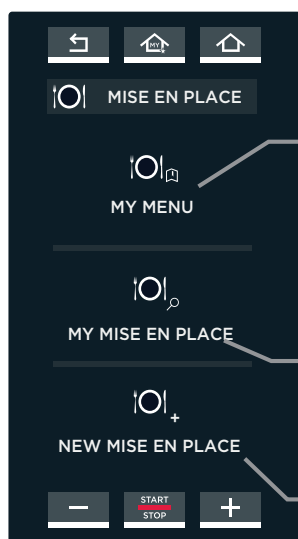 MY
MISE EN PLACE
MY MENU
MY MISE EN PLACE
NEW MISE EN PLACE
START
STOP